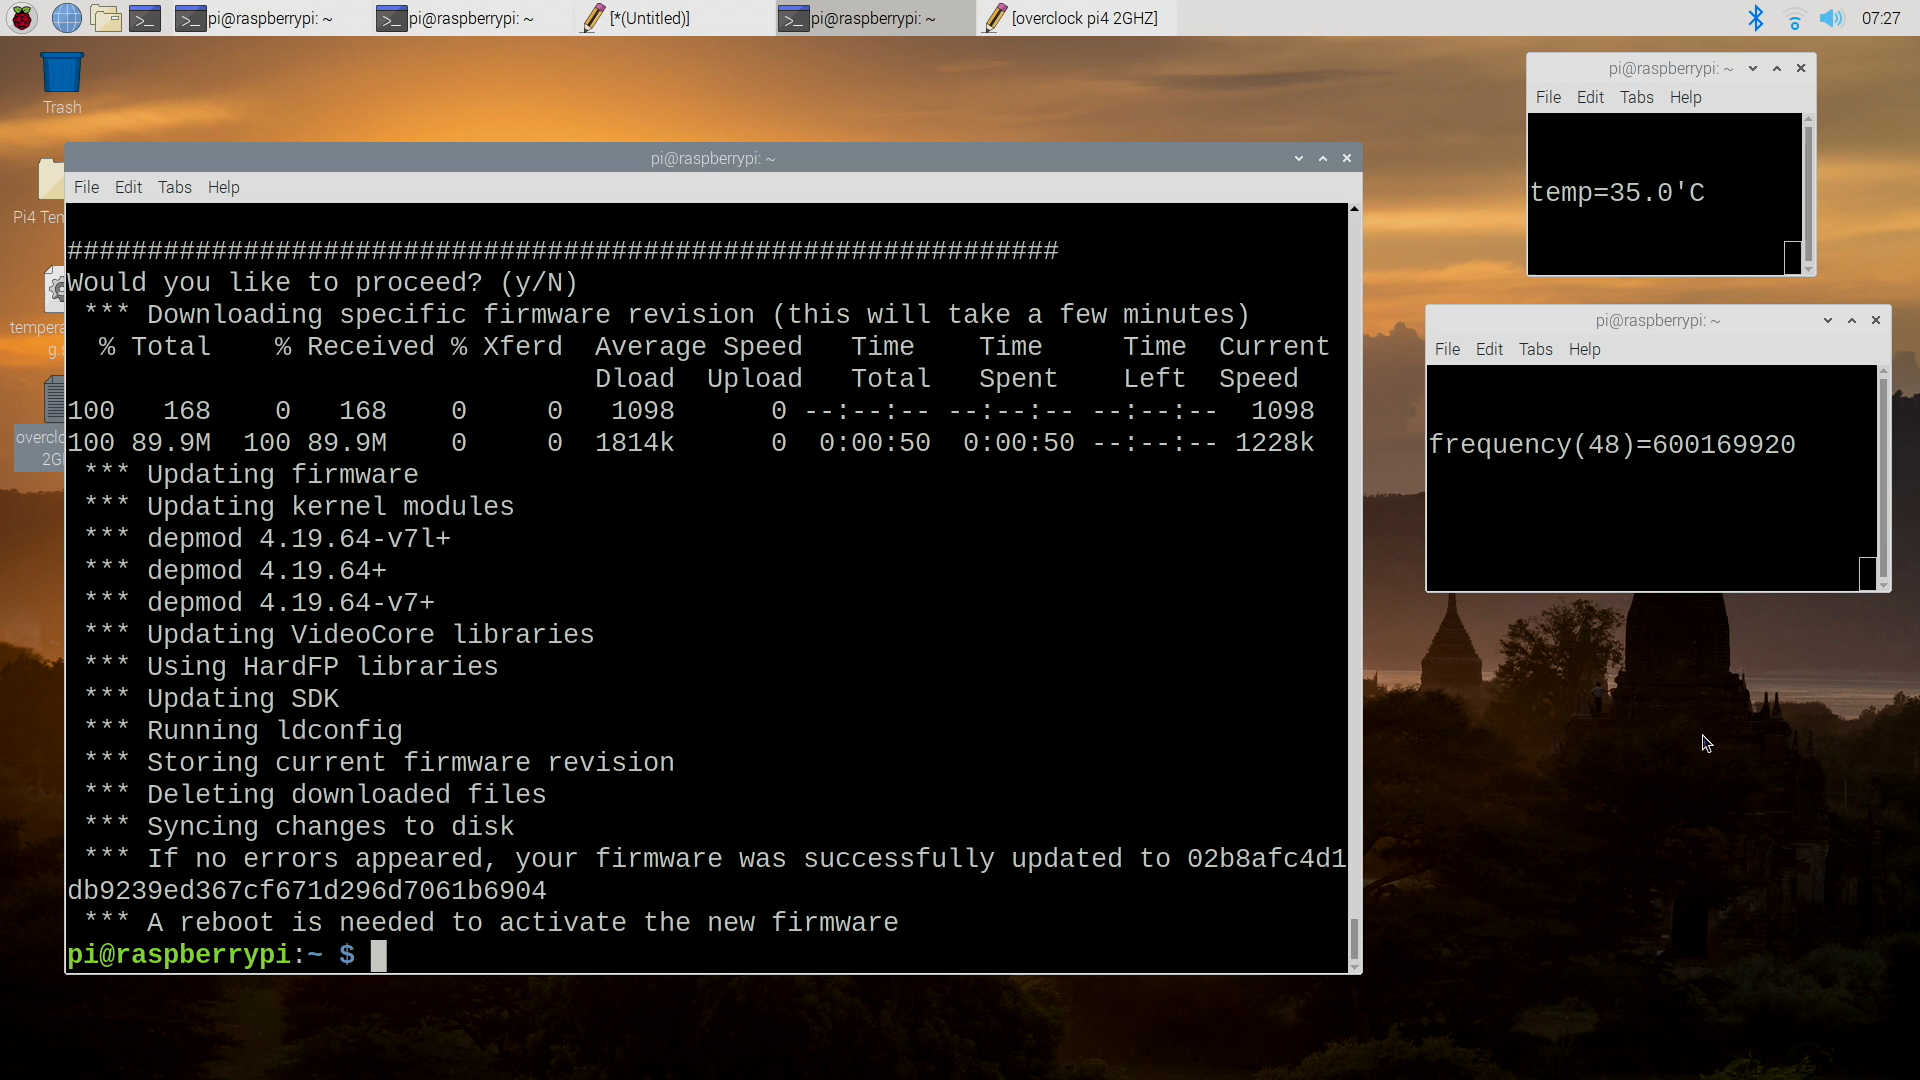 pi@raspberrypi: ~
pi@raspberrypi: ~
[*(Untitled)]
pi@raspberrypi: ~
[overclock pi4 2GHZ]
07:27
Trash
Pi4 Tem
tempera
g.s
overclo
2GH
pi@raspberrypi: ~
File Edit Tabs Help
##############################################################
Would you like to proceed? (y/N)
*** Downloading specific firmware revision (this will take a few minutes)
% Total % Received % Xferd Average Speed Time Time Time Current
Dload Upload Total Spent Left Speed
100 168 0 168 0 0 1098 0 --:--:-- --:--:-- --:--:-- 1098
100 89.9M 100 89.9M 0 0 1814k 0 0:00:50 0:00:50 --:--:-- 1228k
*** Updating firmware
*** Updating kernel modules
*** depmod 4.19.64-v7l+
*** depmod 4.19.64+
*** depmod 4.19.64-v7+
*** Updating VideoCore libraries
*** Using HardFP libraries
*** Updating SDK
*** Running ldconfig
*** Storing current firmware revision
*** Deleting downloaded files
*** Syncing changes to disk
*** If no errors appeared, your firmware was successfully updated to 02b8afc4d1
db9239ed367cf671d296d7061b6904
*** A reboot is needed to activate the new firmware
pi@raspberrypi:~ $
pi@raspberrypi: ~
File Edit Tabs Help
temp=35.0'C
pi@raspberrypi: ~
File Edit Tabs Help
frequency(48)=600169920